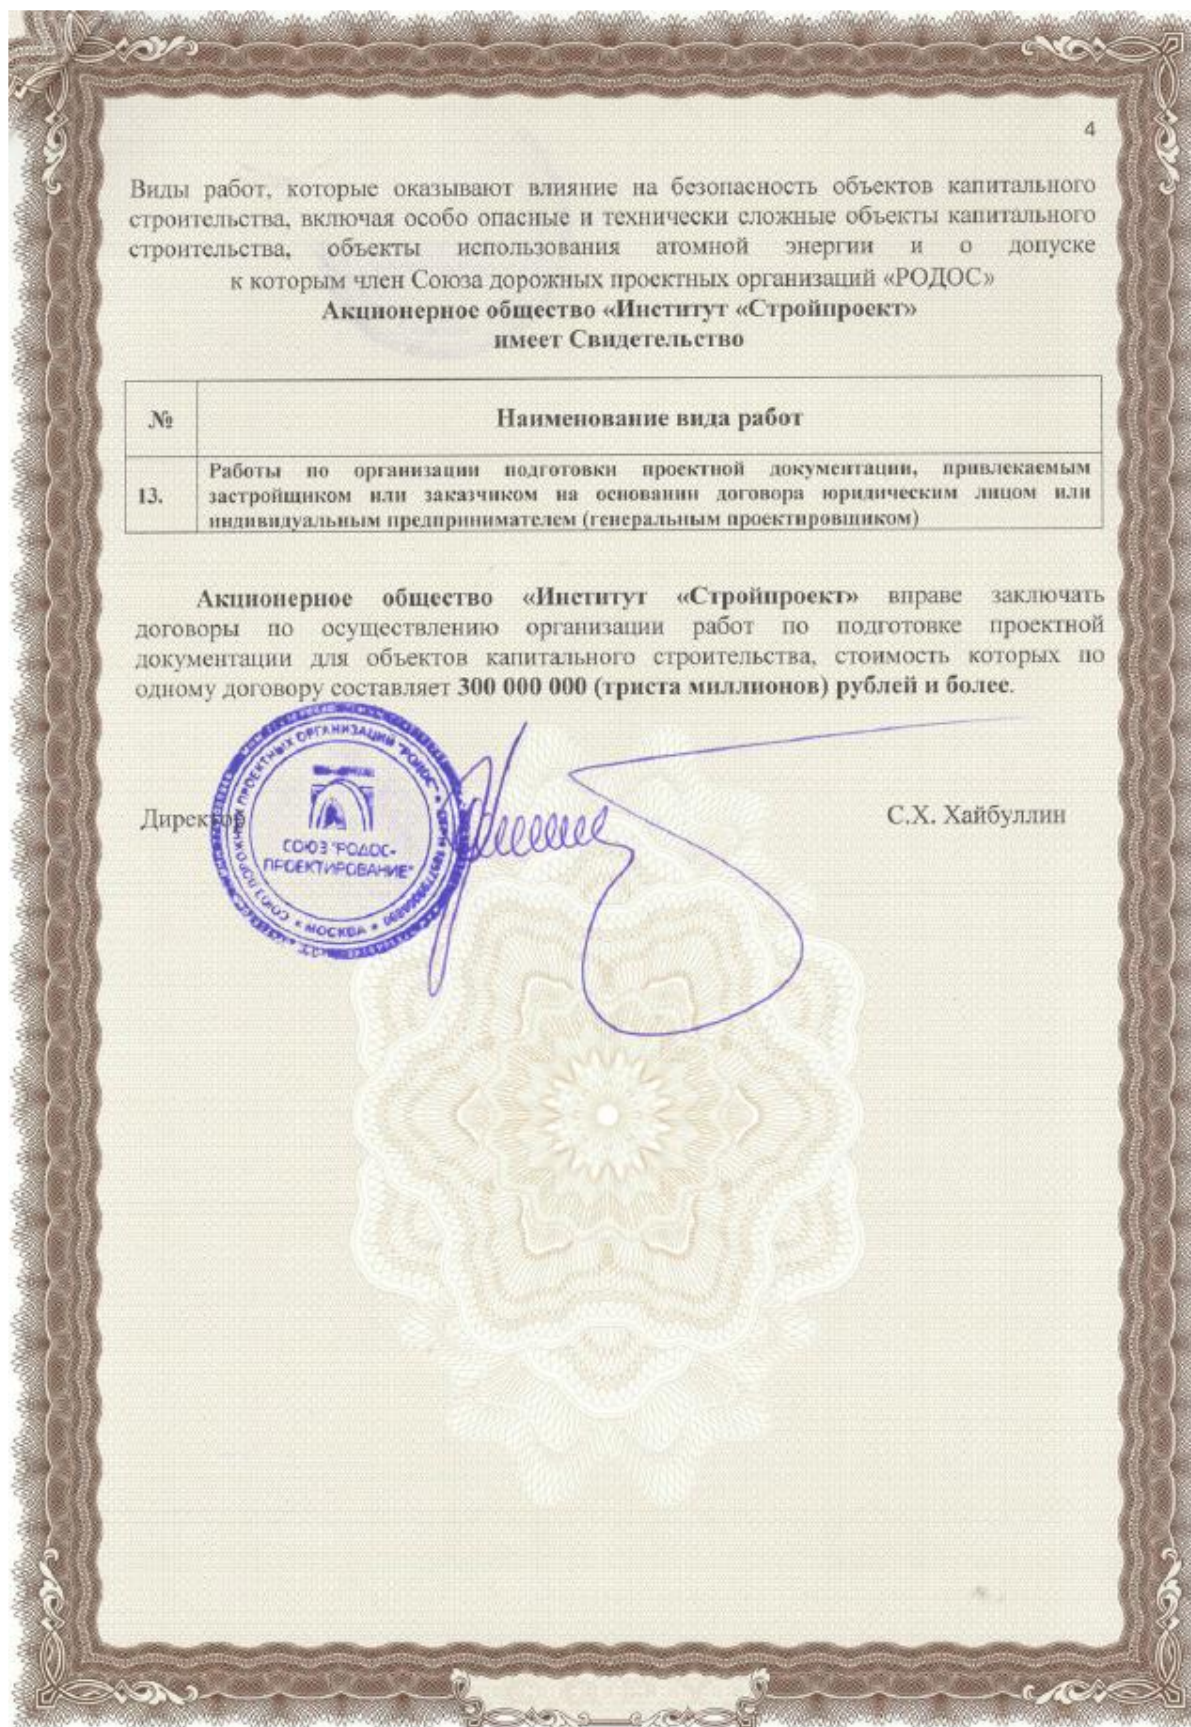 4
Виды работ, которые оказывают влияние на безопасность объектов капитального
строительства, включая особо опасные и технически сложные объекты капитального
строительства, объекты использования атомной энергии и о допуске
к которым член Союза дорожных проектных организаций «РОДОС»
Акционерное общество «Институт «Стройпроект»
имеет Свидетельство
№ Наименование вида работ
Работы по организации подготовки проектной документации, привлекаемым
13. застройщиком или заказчиком на основании договора юридическим лицом или
индивидуальным предпринимателем (генеральным проектировщиком)
Акционерное общество «Институт «Стройпроект» вправе заключать
договоры по осуществлению организации работ по подготовке проектной
документации для объектов капитального строительства, стоимость которых по
одному договору составляет 300 000 000 (триста миллионов) рублей и более.
Директор
С.Х. Хайбуллин
СОЮЗ ДОРОЖНЫХ ПРОЕКТНЫХ ОРГАНИЗАЦИЙ "РОДОС"
СОЮЗ "РОДОС-
ПРОЕКТИРОВАНИЕ"
* МОСКВА *